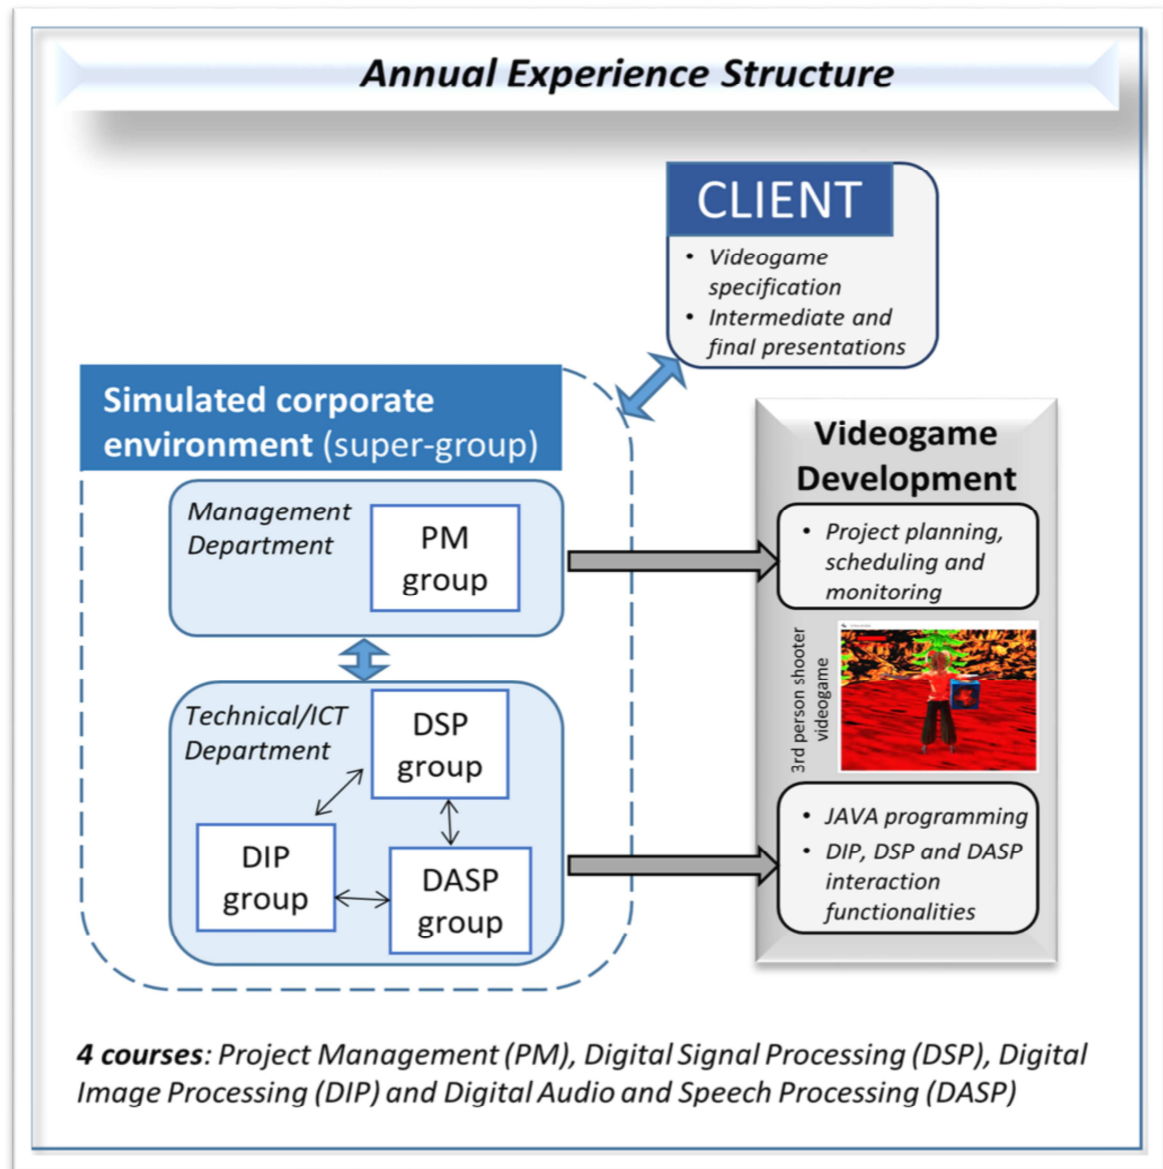 Annual Experience Structure
CLIENT
• Videogame
specification
• Intermediate and
final presentations
Simulated corporate
environment (super-group)
Management
Department
PM
group
Technical/ICT
Department
DSP
group
DIP
group
DASP
group
Videogame
Development
• Project planning,
scheduling and
monitoring
3rd person shooter
videogame
• JAVA programming
• DIP, DSP and DASP
interaction
functionalities
4 courses: Project Management (PM), Digital Signal Processing (DSP), Digital
Image Processing (DIP) and Digital Audio and Speech Processing (DASP)